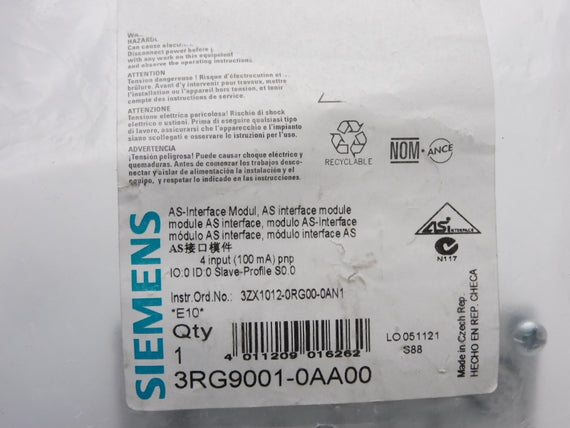 HAZARD
Can cause electric
Disconnect power before
with any work on this equipotent
and observe the operating instructions.
ATTENTION
Tension dangereuse ! Risque d'électrocution et
brûlure. Avant d'y intervenir pour travaux, mettre
l'installation ou l'appareil hors tension, et tenir
compte des instructions de service.
ATTENZIONE
Tensione elettrica pericolosa! Rischio di shock
elettrico o ustioni. Prima di eseguire qualsiasi tipo
di lavoro, assicurarsi che l'apparecchio o l'impianto
siano scollegati e osservare le istruzioni per l'uso.
ADVERTENCIA
¡Tensión peligrosa! Puede causar choque eléctrico y
quemaduras. Antes de comenzar los trabajos desco-
nectar y aislar de alimentación la instalación y el
equipo, y respetar lo indicado en las instrucciones.
RECYCLABLE
NOM-ANCE
SIEMENS
AS-Interface Modul, AS interface module
module AS interface, modulo AS-Interface
módulo AS interface, módulo interface AS
AS接口模件
4 input (100 mA) pnp
IO:0 ID:0 Slave-Profile S0.0
ASi
INTERFACE
N117
Instr.Ord.No.: 3ZX1012-0RG00-0AN1
*E10*
Qty
1
4 011209 016262
LO 051121
S88
3RG9001-0AA00
Made in Czech Rep.
HECHO EN REP. CHECA